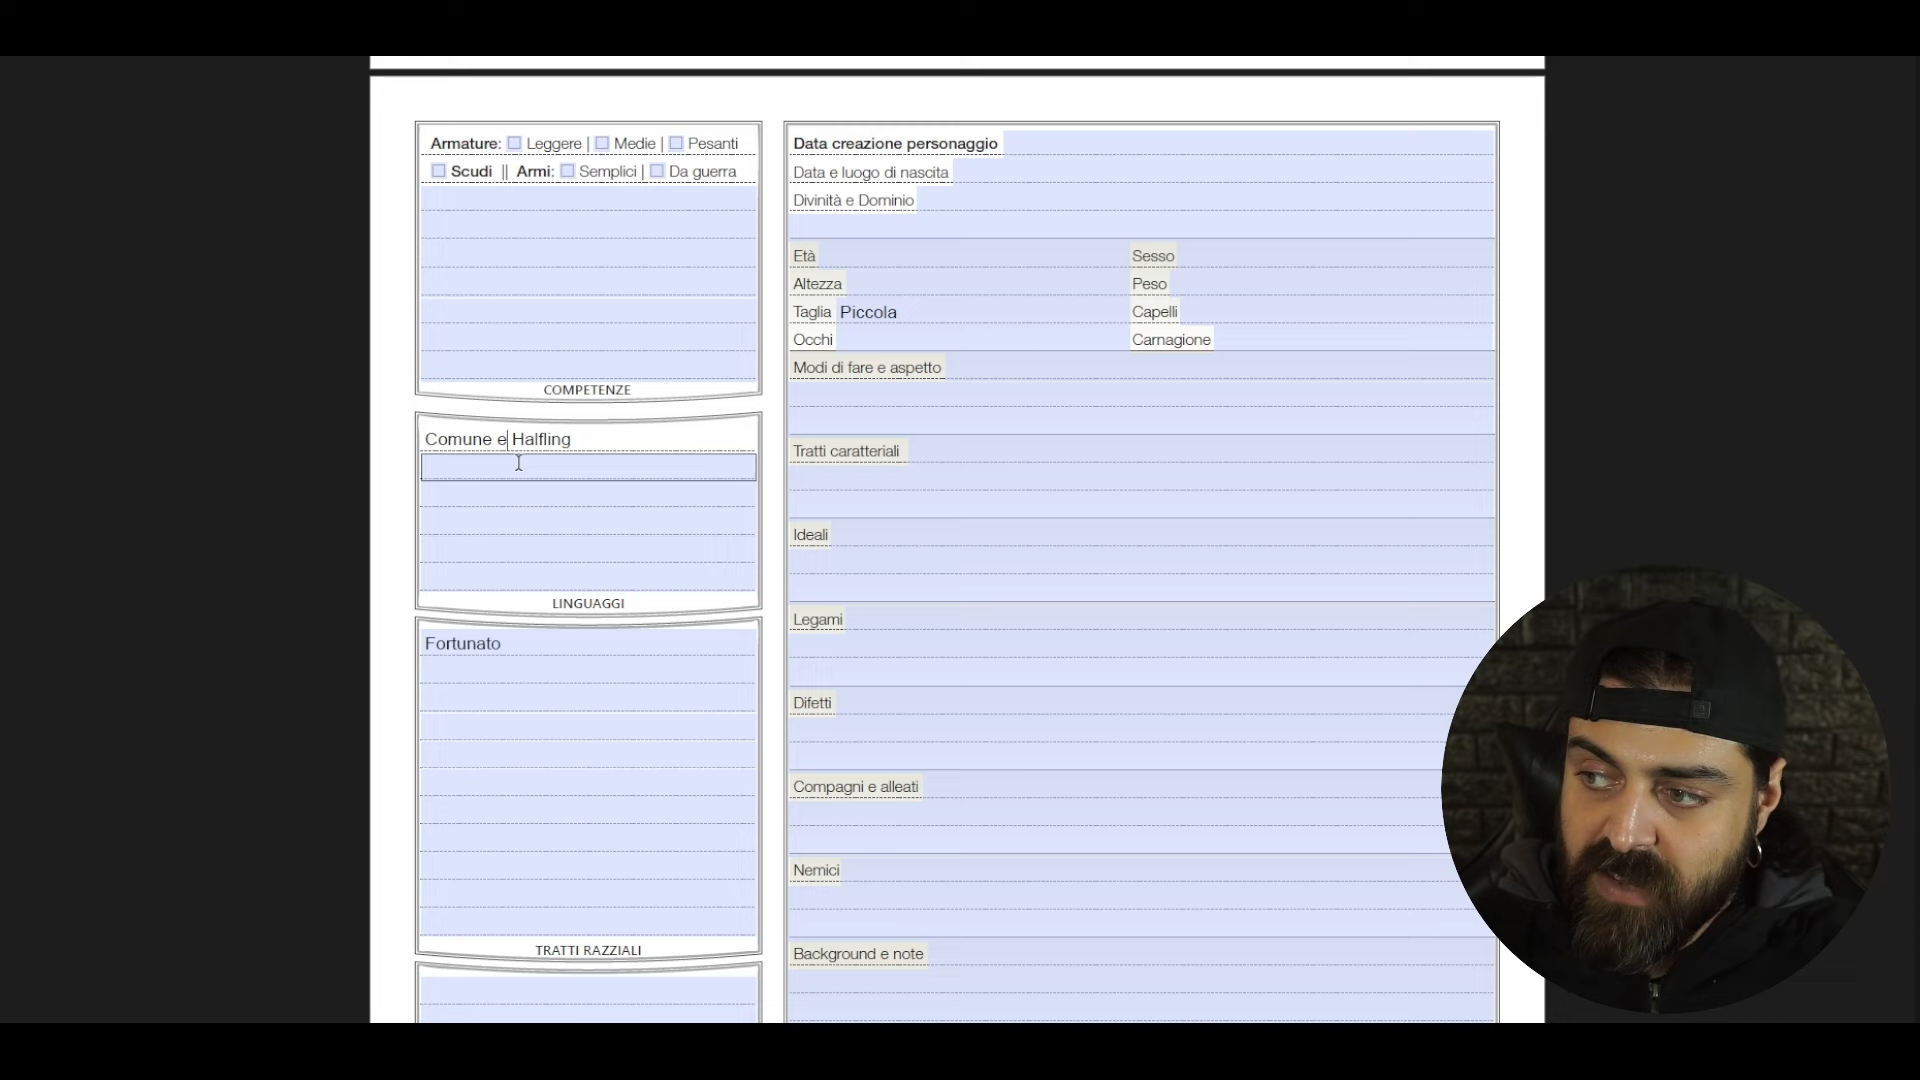 Armature: Leggere | Medie | Pesanti
Scudi || Armi: Semplici | Da guerra
COMPETENZE
Comune e Halfling
LINGUAGGI
Fortunato
TRATTI RAZZIALI
Data creazione personaggio
Data e luogo di nascita
Divinità e Dominio
Età Sesso
Altezza Peso
Taglia Piccola Capelli
Occhi Carnagione
Modi di fare e aspetto
Tratti caratteriali
Ideali
Legami
Difetti
Compagni e alleati
Nemici
Background e note